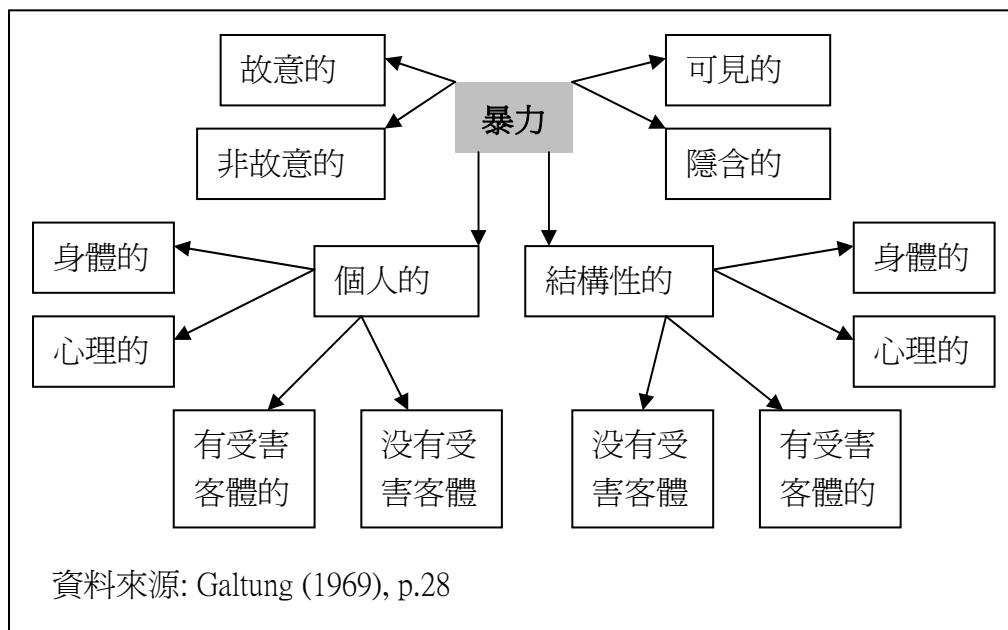 故意的
可見的
暴力
非故意的
隱含的
身體的
個人的
結構性的
身體的
心理的
心理的
有受害
客體的
没有受
害客體
没有受
害客體
有受害
客體的
資料來源: Galtung (1969), p.28